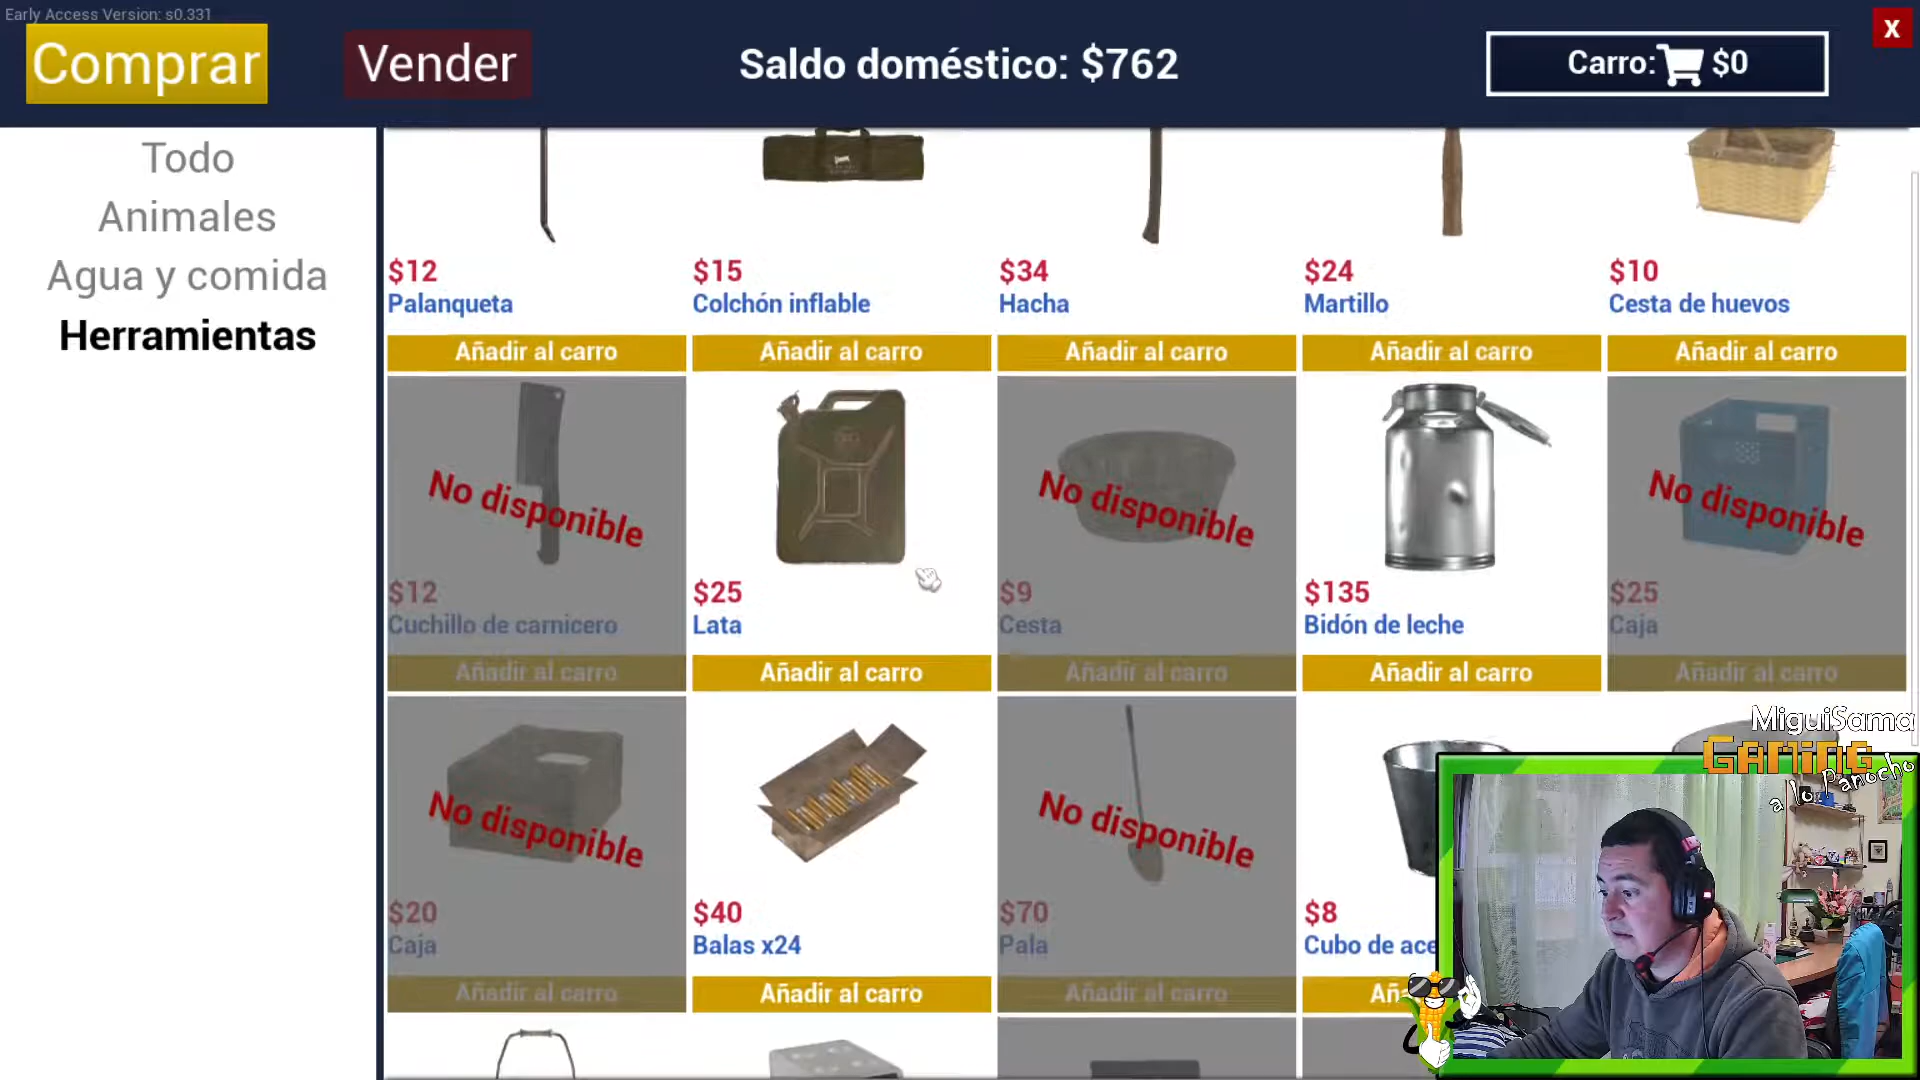 Early Access Version: s0.331
Comprar
Vender
Saldo doméstico: $762
Carro: $0
X
Todo
Animales
Agua y comida
Herramientas
$12
Palanqueta
Añadir al carro
$15
Colchón inflable
Añadir al carro
$34
Hacha
Añadir al carro
$24
Martillo
Añadir al carro
$10
Cesta de huevos
Añadir al carro
No disponible
$12
Cuchillo de carnicero
Añadir al carro
$25
Lata
Añadir al carro
No disponible
$9
Cesta
Añadir al carro
$135
Bidón de leche
Añadir al carro
No disponible
$25
Caja
Añadir al carro
No disponible
$20
Caja
Añadir al carro
$40
Balas x24
Añadir al carro
No disponible
$70
Pala
Añadir al carro
$8
Cubo de ace
MiguiSama
GAMiNG
a lo Panocho